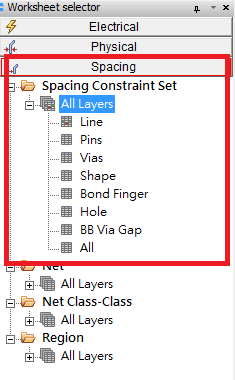 Worksheet selector
Electrical
Physical
Spacing
Spacing Constraint Set
All Layers
Line
Pins
Vias
Shape
Bond Finger
Hole
BB Via Gap
All
Net
All Layers
Net Class-Class
All Layers
Region
All Layers